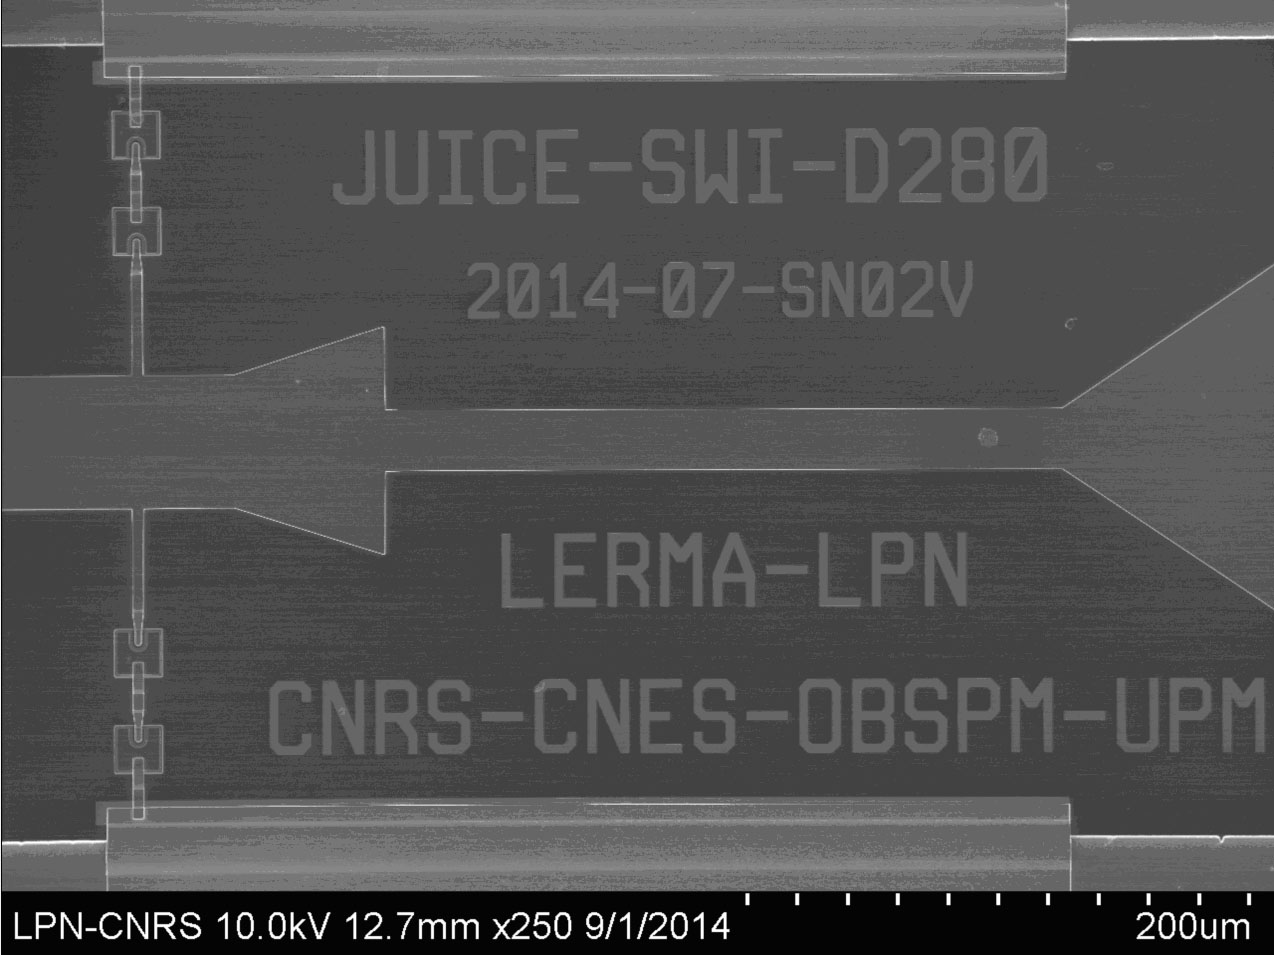 JUICE-SWI-D280
2014-07-SN02V
LERMA-LPN
CNRS-CNES-OBSPM-UPM
LPN-CNRS 10.0kV 12.7mm x250 9/1/2014 200um